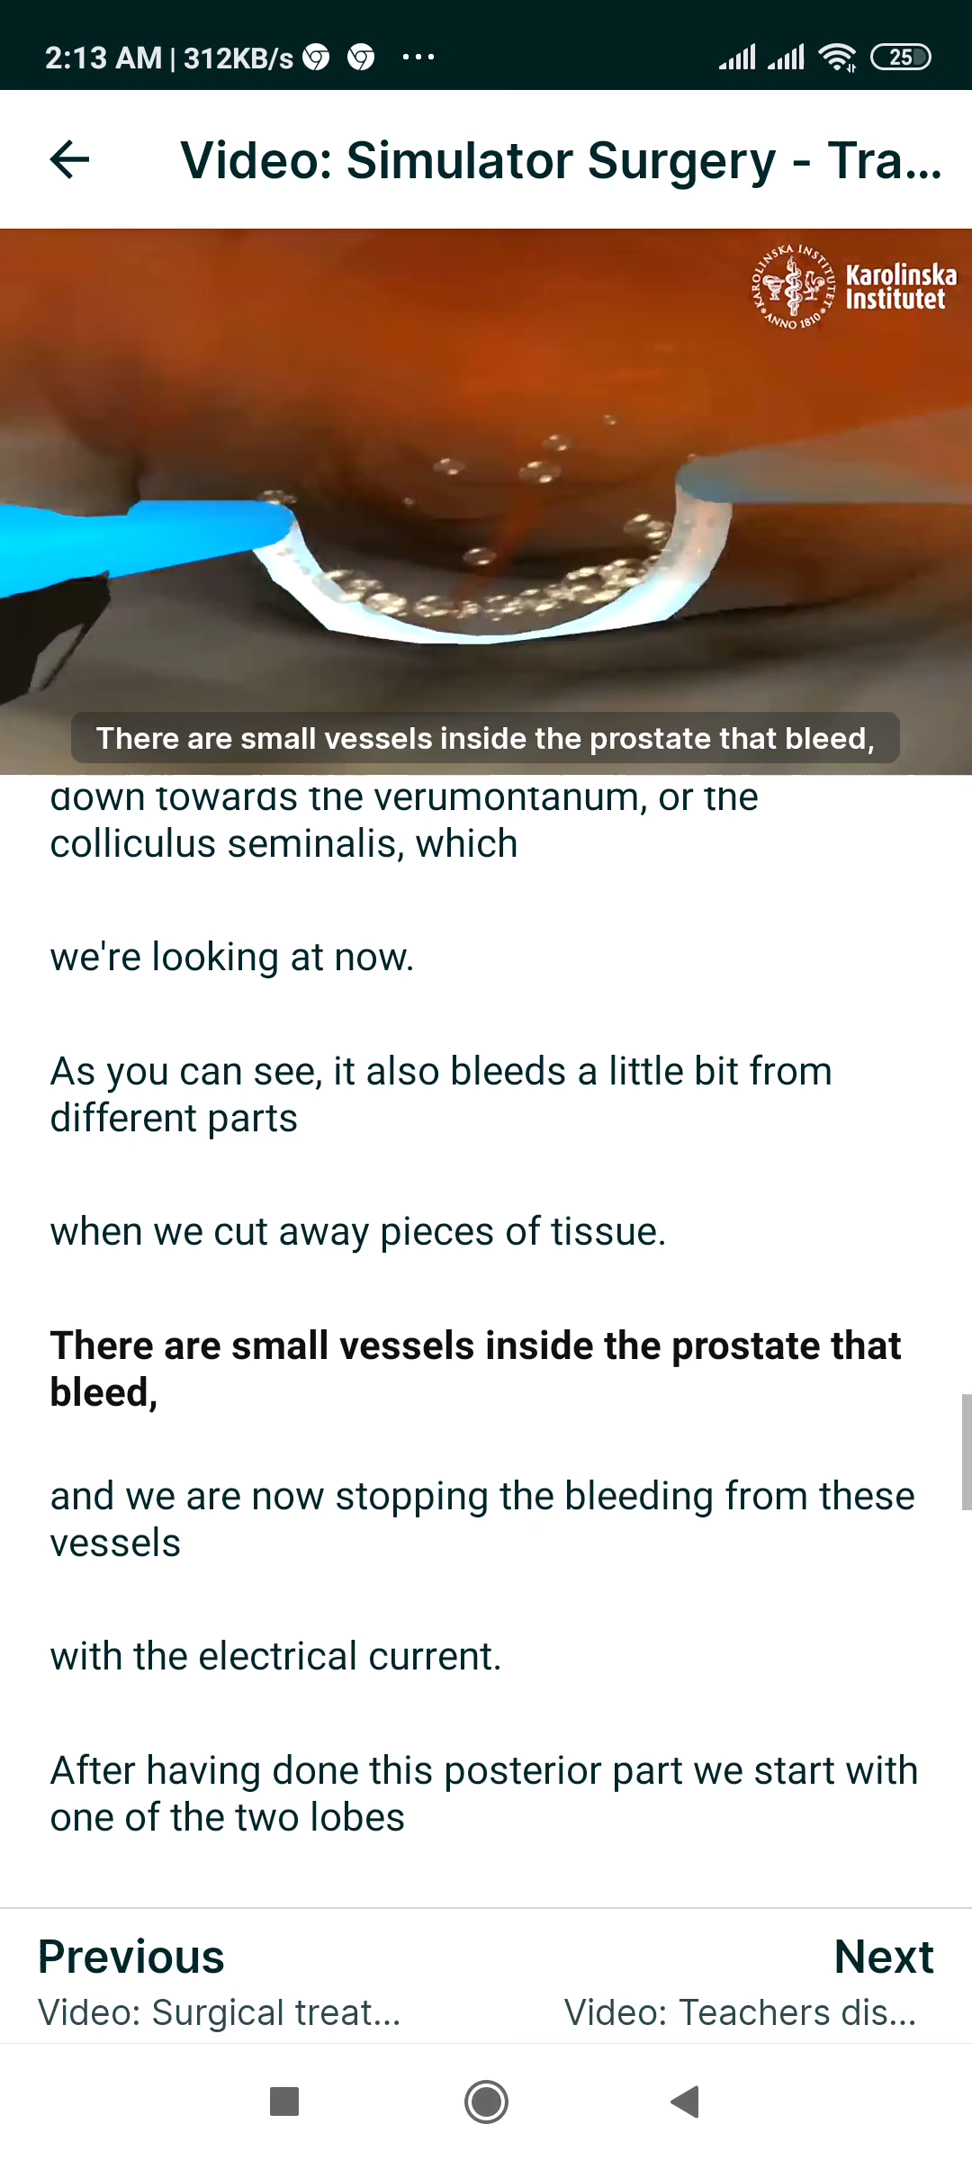 2:13 AM | 312KB/s ...
25
Video: Simulator Surgery - Tra...
KAROLINSKA INSTITUTET
ANNO 1810
Karolinska
Institutet
There are small vessels inside the prostate that bleed,
down towards the verumontanum, or the
colliculus seminalis, which
we're looking at now.
As you can see, it also bleeds a little bit from
different parts
when we cut away pieces of tissue.
There are small vessels inside the prostate that
bleed,
and we are now stopping the bleeding from these
vessels
with the electrical current.
After having done this posterior part we start with
one of the two lobes
Previous
Next
Video: Surgical treat...
Video: Teachers dis...